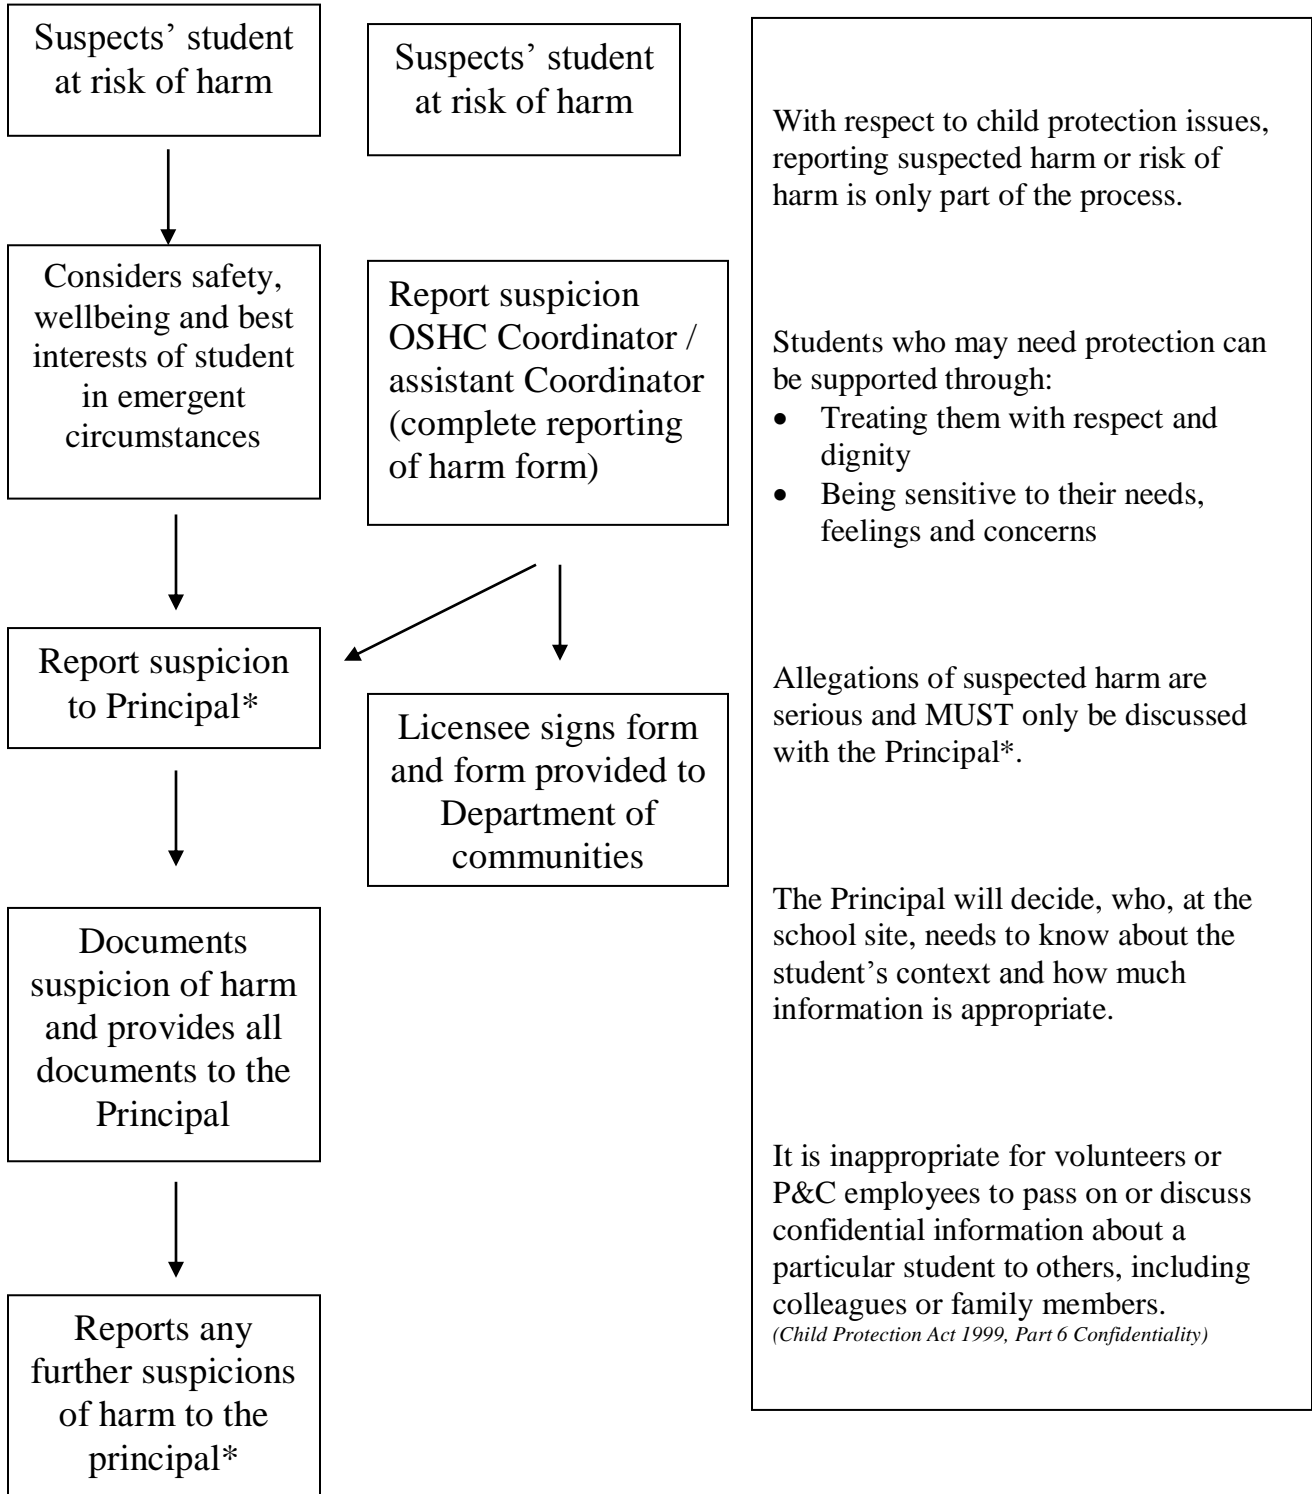 Suspects’ student
at risk of harm
Considers safety,
wellbeing and best
interests of student
in emergent
circumstances
Report suspicion
to Principal*
Documents
suspicion of harm
and provides all
documents to the
Principal
Reports any
further suspicions
of harm to the
principal*
Suspects’ student
at risk of harm
Report suspicion
OSHC Coordinator /
assistant Coordinator
(complete reporting
of harm form)
Licensee signs form
and form provided to
Department of
communities
With respect to child protection issues,
reporting suspected harm or risk of
harm is only part of the process.
Students who may need protection can
be supported through:
• Treating them with respect and
dignity
• Being sensitive to their needs,
feelings and concerns
Allegations of suspected harm are
serious and MUST only be discussed
with the Principal*.
The Principal will decide, who, at the
school site, needs to know about the
student’s context and how much
information is appropriate.
It is inappropriate for volunteers or
P&C employees to pass on or discuss
confidential information about a
particular student to others, including
colleagues or family members.
(Child Protection Act 1999, Part 6 Confidentiality)